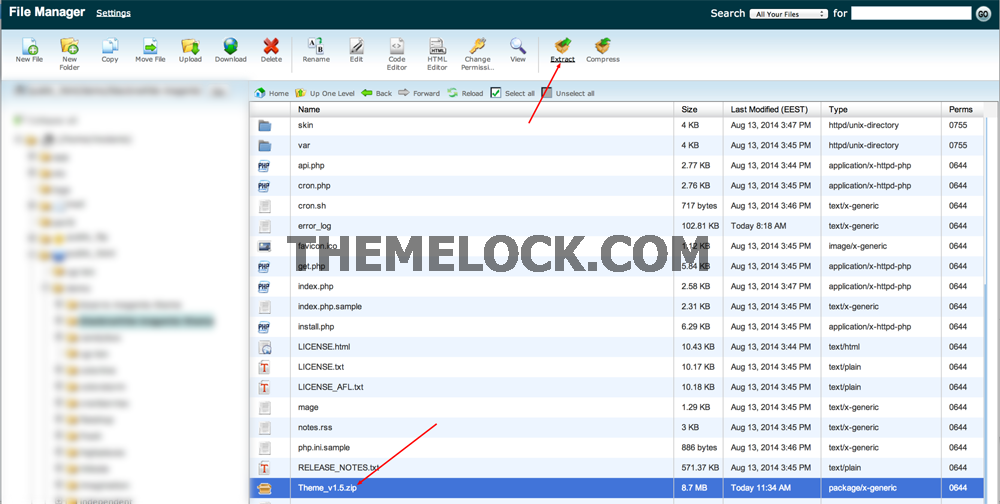 File Manager Settings Search All Your Files for GO
New File New Folder Copy Move File Upload Download Delete Rename Edit Code Editor HTML Editor Change Permissi... View Extract Compress
Home Up One Level Back Forward Reload Select all Unselect all
Name Size Last Modified (EEST) Type Perms
skin 4 KB Aug 13, 2014 3:47 PM httpd/unix-directory 0755
var 4 KB Aug 13, 2014 3:47 PM httpd/unix-directory 0755
api.php 2.77 KB Aug 13, 2014 3:44 PM application/x-httpd-php 0644
cron.php 2.76 KB Aug 13, 2014 3:45 PM application/x-httpd-php 0644
cron.sh 717 bytes Aug 13, 2014 3:45 PM text/x-generic 0644
error_log 102.81 KB Today 8:18 AM text/x-generic 0644
favicon.ico 1.12 KB Aug 13, 2014 3:45 PM image/x-generic 0644
THEMELOCK.COM
get.php 5.84 KB Aug 13, 2014 3:45 PM application/x-httpd-php 0644
index.php 2.58 KB Aug 13, 2014 3:47 PM application/x-httpd-php 0644
index.php.sample 2.31 KB Aug 13, 2014 3:45 PM text/x-generic 0644
install.php 6.29 KB Aug 13, 2014 3:45 PM application/x-httpd-php 0644
LICENSE.html 10.43 KB Aug 13, 2014 3:44 PM text/html 0644
LICENSE.txt 10.17 KB Aug 13, 2014 3:45 PM text/plain 0644
LICENSE_AFL.txt 10.18 KB Aug 13, 2014 3:45 PM text/plain 0644
mage 1.29 KB Aug 13, 2014 3:45 PM text/x-generic 0644
notes.rss 3 KB Aug 13, 2014 3:45 PM text/x-generic 0644
php.ini.sample 886 bytes Aug 13, 2014 3:46 PM text/x-generic 0644
RELEASE_NOTES.txt 571.37 KB Aug 13, 2014 3:45 PM text/plain 0644
Theme_v1.5.zip 8.7 MB Today 11:34 AM package/x-generic 0644